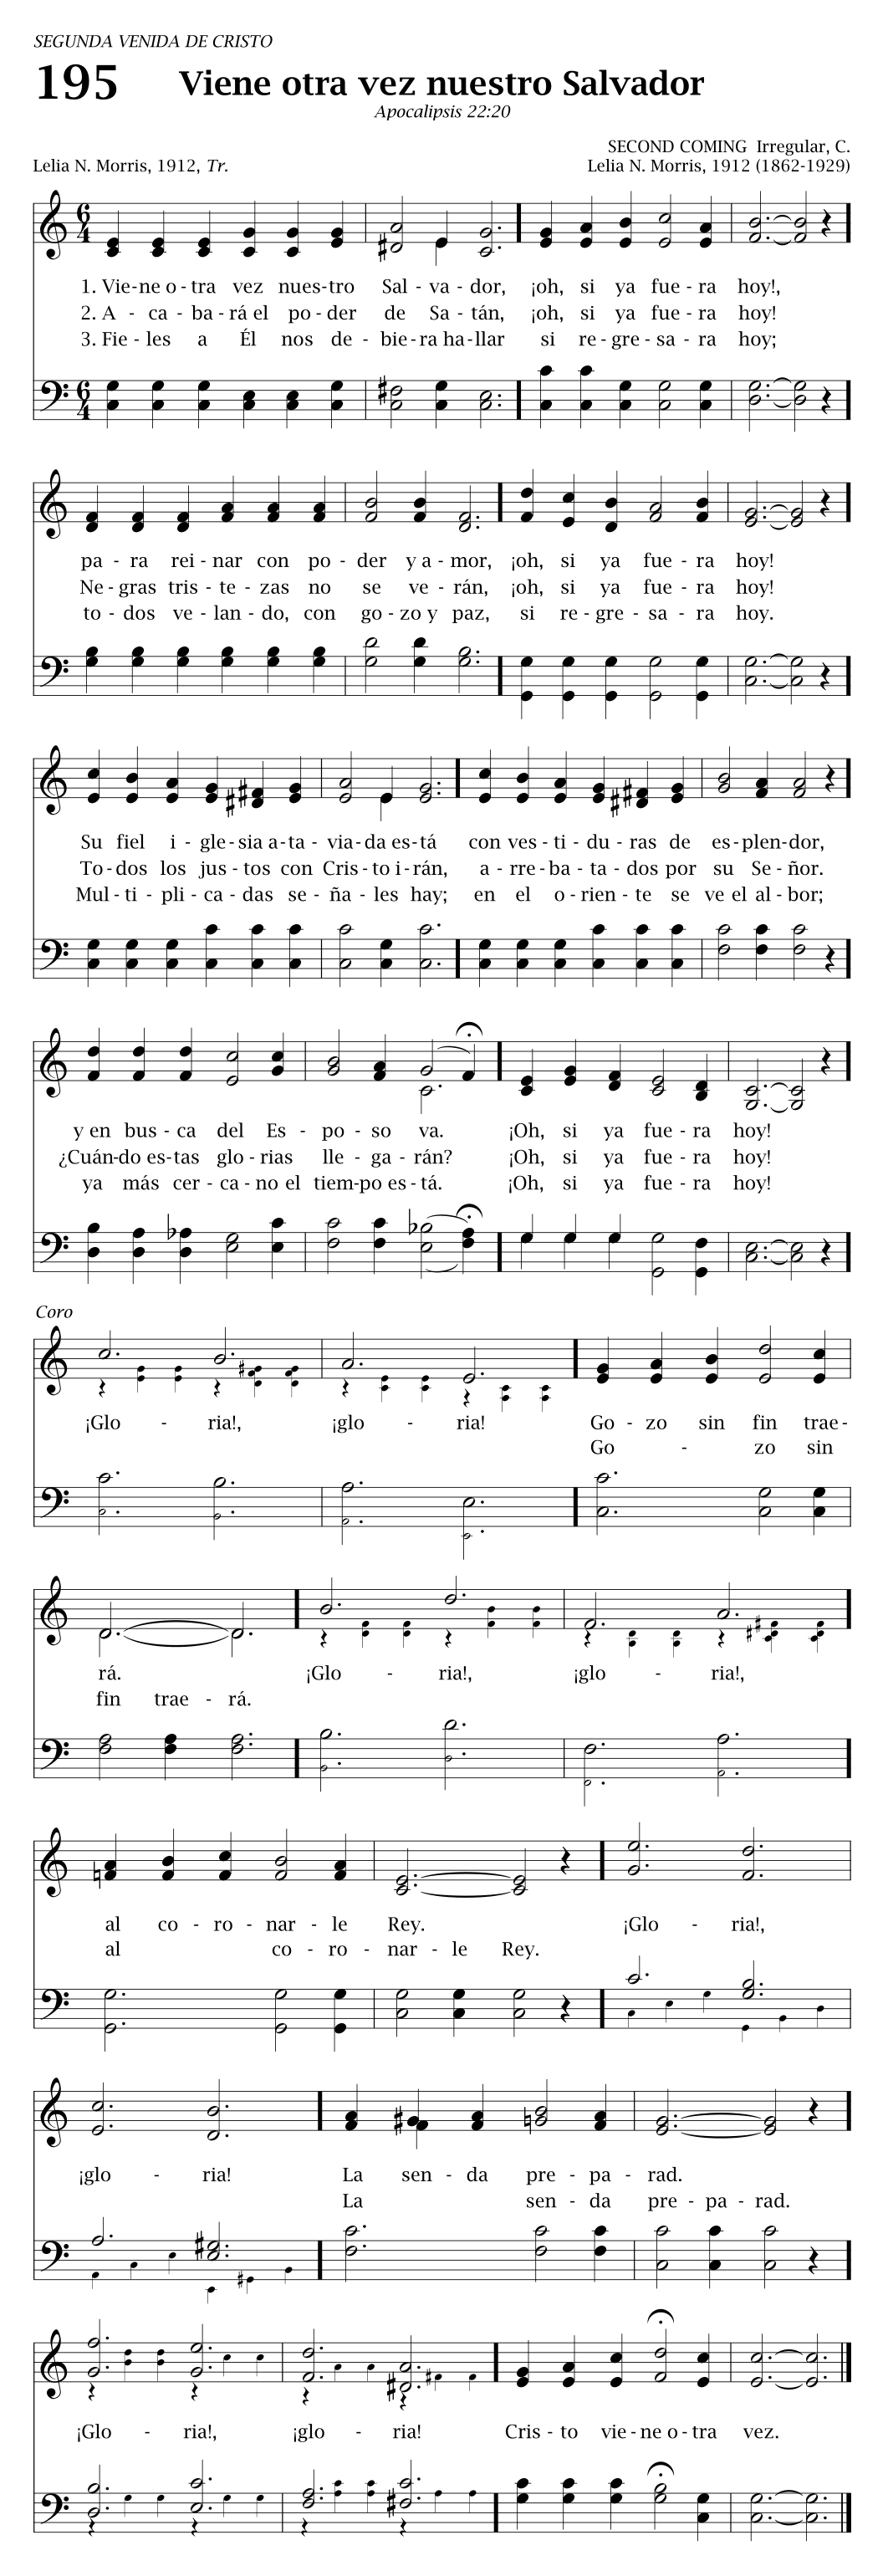 SEGUNDA VENIDA DE CRISTO
195 Viene otra vez nuestro Salvador
Apocalipsis 22:20
SECOND COMING Irregular, C.
Lelia N. Morris, 1912, Tr. Lelia N. Morris, 1912 (1862-1929)
1. Vie-ne o - tra vez nues-tro Sal - va - dor, ¡oh, si ya fue - ra hoy!,
2. A - ca - ba - rá el po - der de Sa - tán, ¡oh, si ya fue - ra hoy!
3. Fie - les a Él nos de - bie-ra ha-llar si re - gre - sa - ra hoy;
pa - ra rei - nar con po - der y a - mor, ¡oh, si ya fue - ra hoy!
Ne - gras tris - te - zas no se ve - rán, ¡oh, si ya fue - ra hoy!
to - dos ve - lan - do, con go - zo y paz, si re - gre - sa - ra hoy.
Su fiel i - gle-sia a-ta - via-da es-tá con ves - ti - du - ras de es-plen-dor,
To - dos los jus - tos con Cris - to i - rán, a - rre - ba - ta - dos por su Se - ñor.
Mul - ti - pli - ca - das se - ña - les hay; en el o - rien - te se ve el al - bor;
y en bus - ca del Es - po - so va. ¡Oh, si ya fue - ra hoy!
¿Cuán-do es-tas glo - rias lle - ga - rán? ¡Oh, si ya fue - ra hoy!
ya más cer - ca - no el tiem-po es - tá. ¡Oh, si ya fue - ra hoy!
Coro
¡Glo - ria!, ¡glo - ria! Go - zo sin fin trae-
Go - zo sin
rá. ¡Glo - ria!, ¡glo - ria!,
fin trae - rá.
al co - ro - nar - le Rey. ¡Glo - ria!,
al co - ro - nar - le Rey.
¡glo - ria! La sen - da pre - pa - rad.
La sen - da pre - pa - rad.
¡Glo - ria!, ¡glo - ria! Cris - to vie - ne o - tra vez.